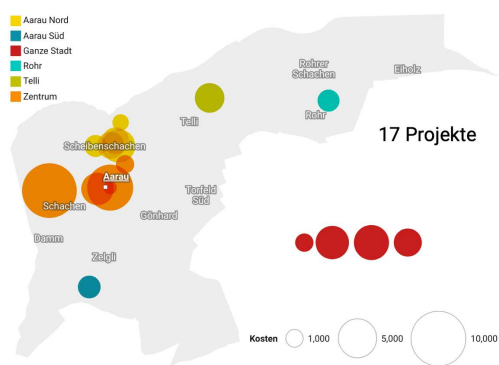 Aarau Nord
Aarau Süd
Ganze Stadt
Rohr
Telli
Zentrum
Rohrer
Schachen
Eiholz
Telli
Rohr
17 Projekte
Scheibenschachen
Aarau
Torfeld
Süd
Schachen
Gönhard
Damm
Zelgli
Kosten
1,000
5,000
10,000